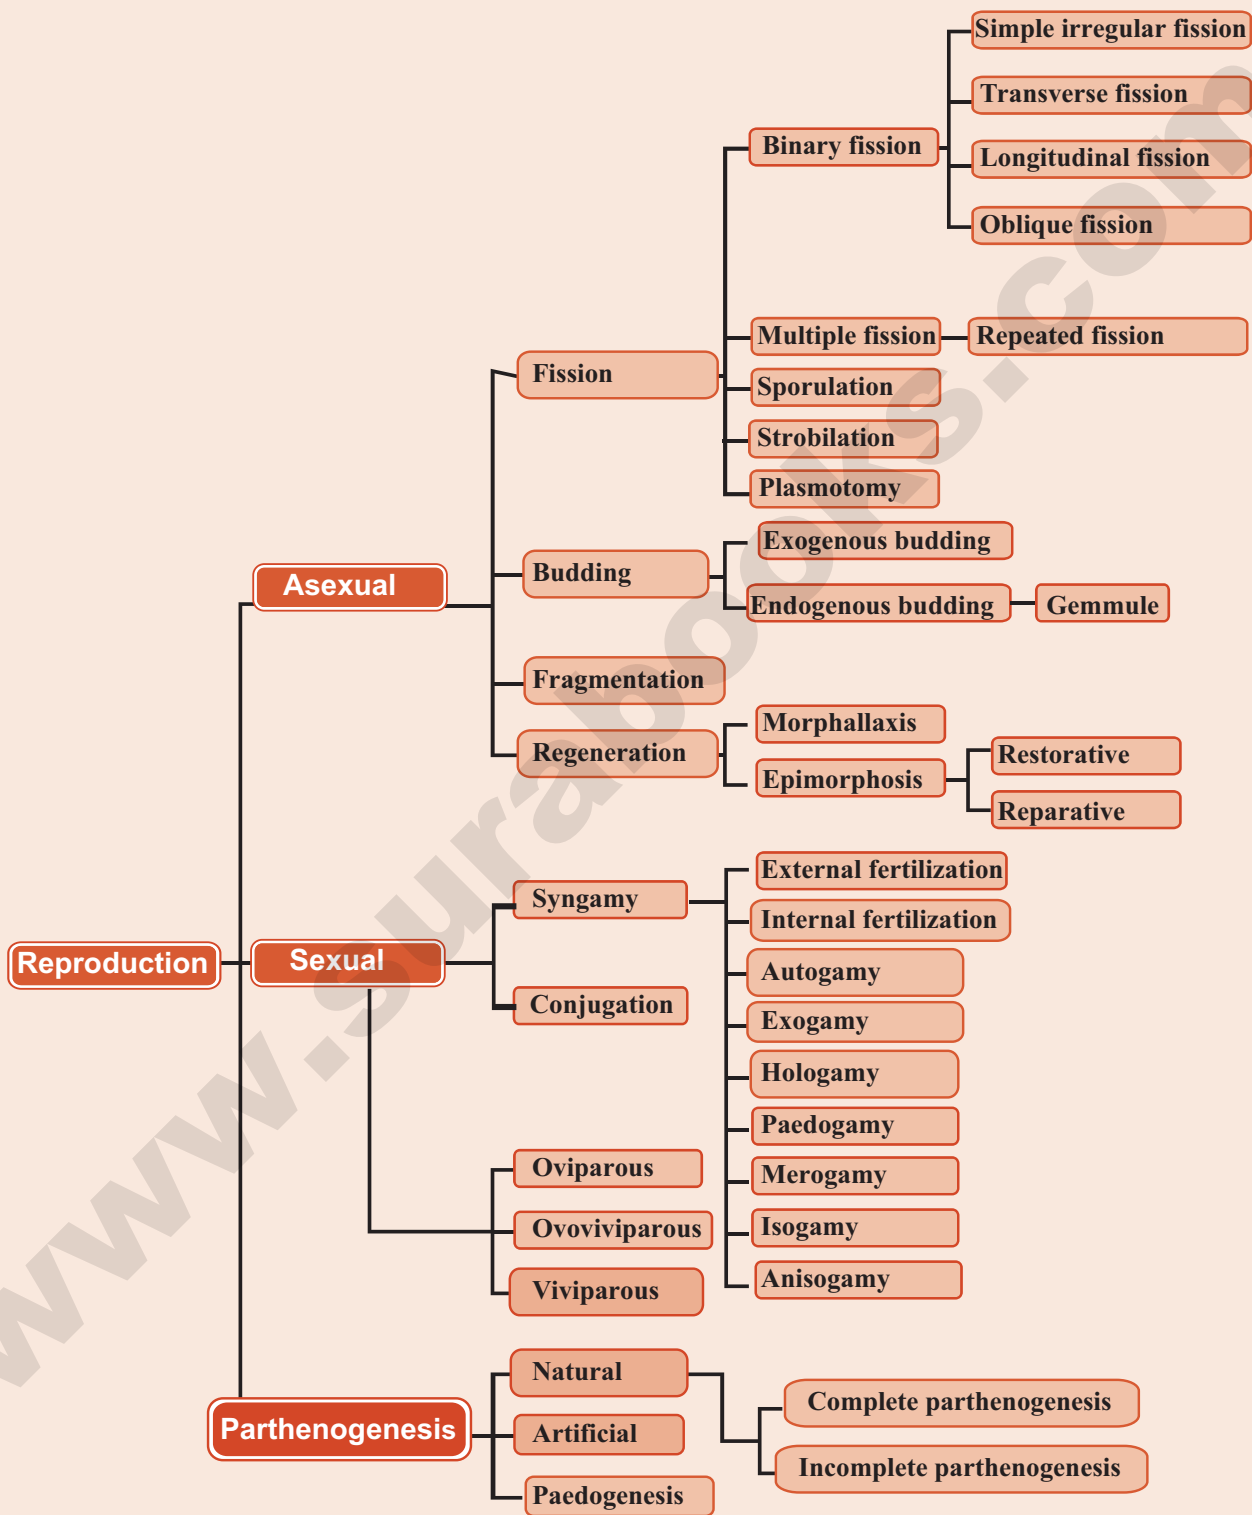 Simple irregular fission
Transverse fission
Binary fission
Longitudinal fission
Oblique fission
Multiple fission
Repeated fission
Fission
Sporulation
Strobilation
Plasmotomy
Exogenous budding
Budding
Asexual
Endogenous budding
Gemmule
Fragmentation
Morphallaxis
Regeneration
Restorative
Epimorphosis
Reparative
External fertilization
Syngamy
Internal fertilization
Reproduction
Sexual
Autogamy
Conjugation
Exogamy
Hologamy
Paedogamy
Oviparous
Merogamy
Ovoviviparous
Isogamy
Viviparous
Anisogamy
Natural
Complete parthenogenesis
Parthenogenesis
Artificial
Incomplete parthenogenesis
Paedogenesis
www.surabooks.com